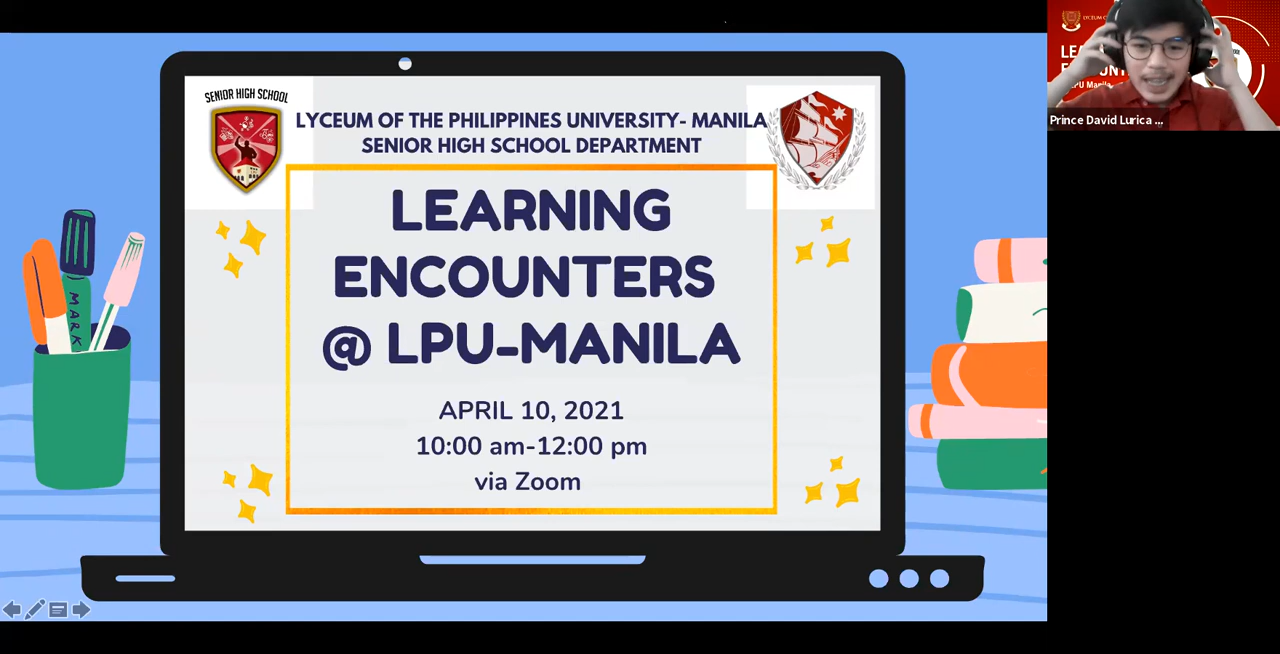 SENIOR HIGH SCHOOL
LYCEUM OF THE PHILIPPINES UNIVERSITY- MANILA
SENIOR HIGH SCHOOL DEPARTMENT
LEARNING
ENCOUNTERS
@ LPU-MANILA
APRIL 10, 2021
10:00 am-12:00 pm
via Zoom
MARK
LYCEUM
Prince David Lurica ...